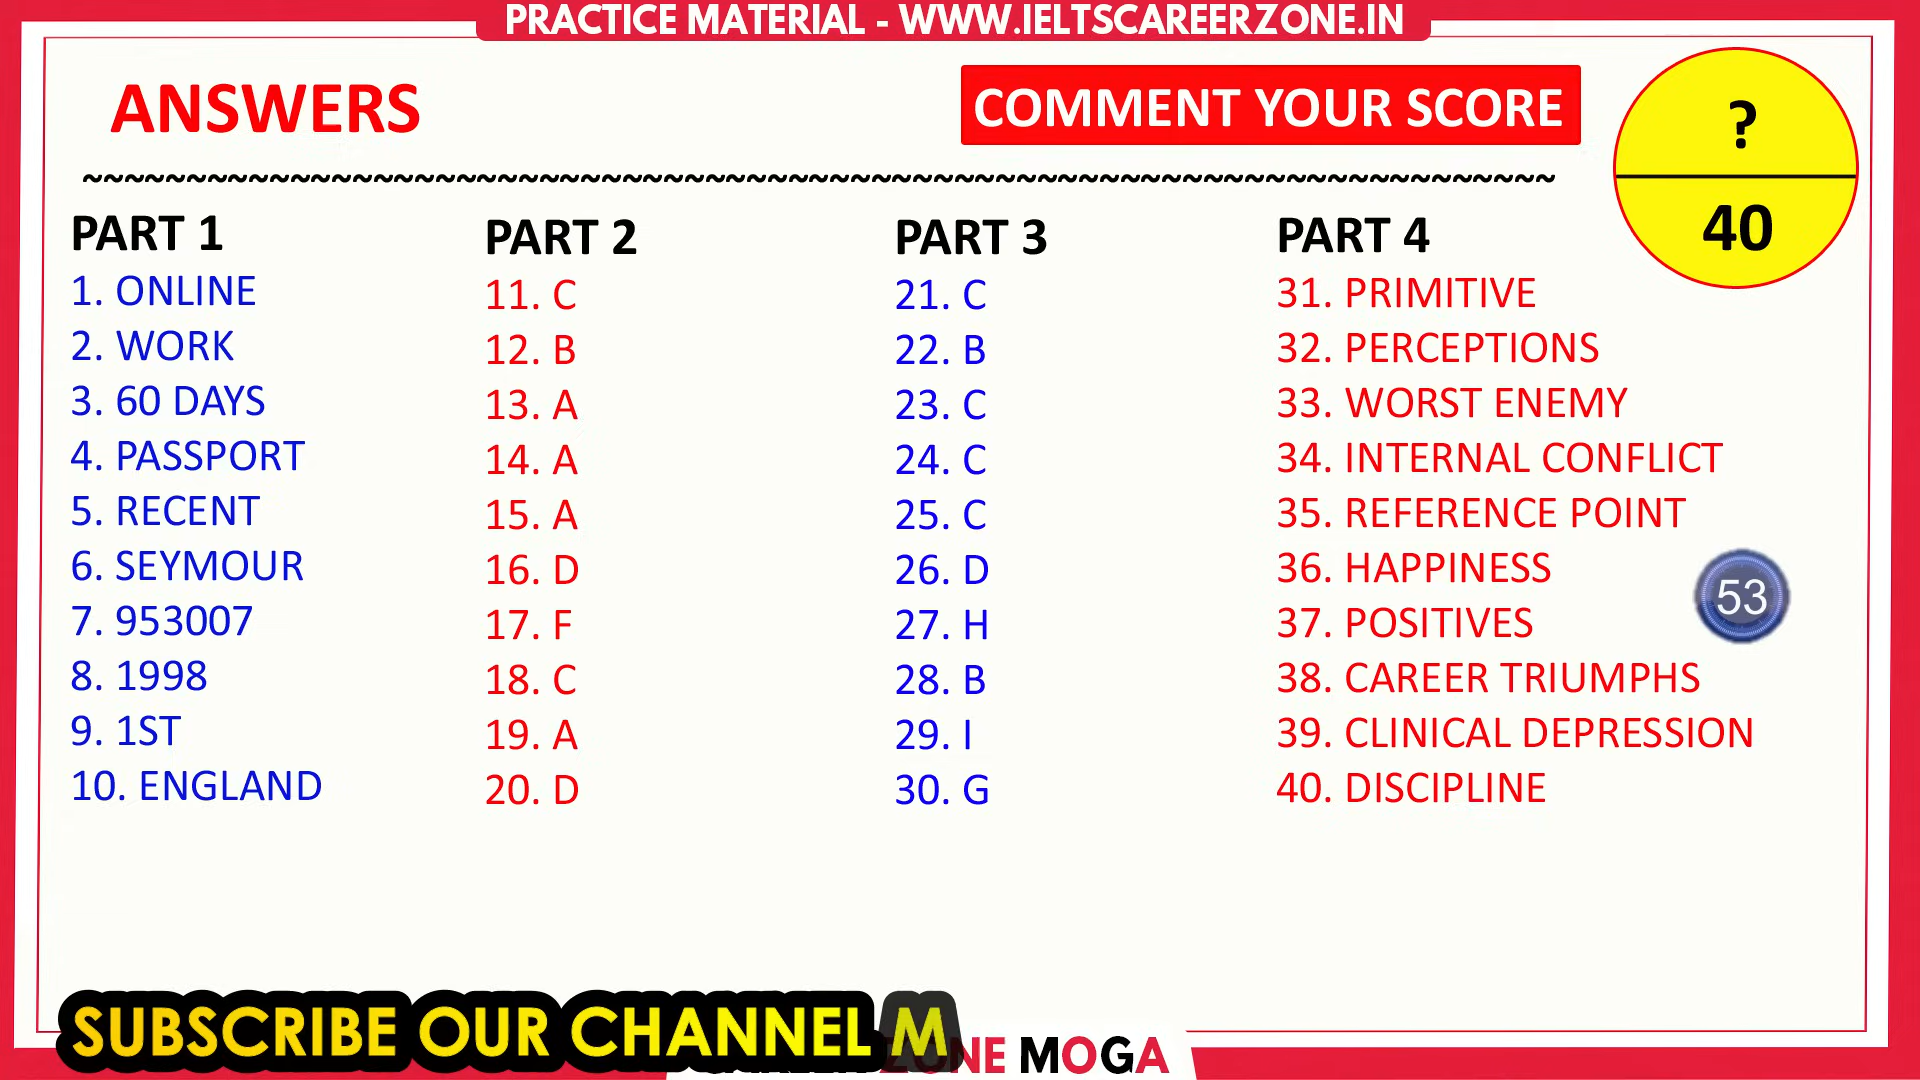 PRACTICE MATERIAL - WWW.IELTSCAREERZONE.IN
ANSWERS
COMMENT YOUR SCORE
?
40
~~~~~~~~~~~~~~~~~~~~~~~~~~~~~~~~~~~~~~~~~~~~~~~~~~~~~~~~~~~~~~~~~~~~~~~
PART 1
1. ONLINE
2. WORK
3. 60 DAYS
4. PASSPORT
5. RECENT
6. SEYMOUR
7. 953007
8. 1998
9. 1ST
10. ENGLAND
PART 2
11. C
12. B
13. A
14. A
15. A
16. D
17. F
18. C
19. A
20. D
PART 3
21. C
22. B
23. C
24. C
25. C
26. D
27. H
28. B
29. I
30. G
PART 4
31. PRIMITIVE
32. PERCEPTIONS
33. WORST ENEMY
34. INTERNAL CONFLICT
35. REFERENCE POINT
36. HAPPINESS
37. POSITIVES
38. CAREER TRIUMPHS
39. CLINICAL DEPRESSION
40. DISCIPLINE
53
SUBSCRIBE OUR CHANNEL M
ZONE MOGA